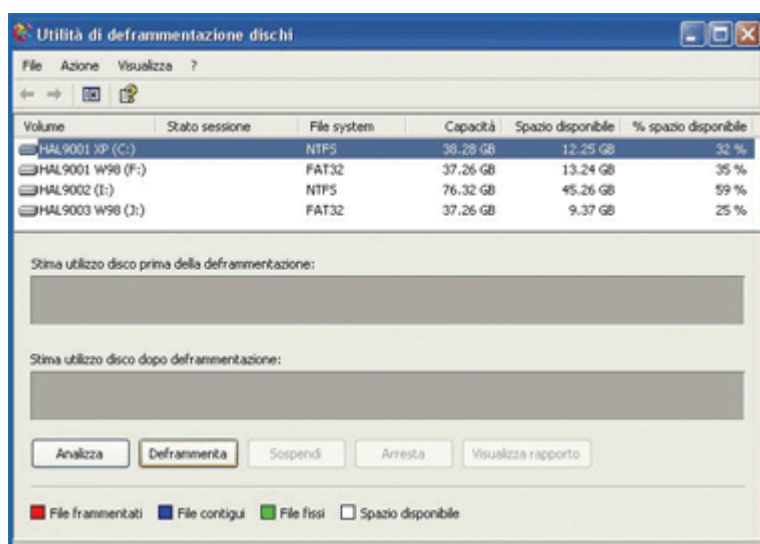 Utilità di deframmentazione dischi
File Azione Visualizza ?
Volume Stato sessione File system Capacità Spazio disponibile % spazio disponibile
HAL9001 XP (C:) NTFS 38.28 GB 12.25 GB 32 %
HAL9001 W98 (F:) FAT32 37.26 GB 13.24 GB 35 %
HAL9002 (I:) NTFS 76.32 GB 45.26 GB 59 %
HAL9003 W98 (J:) FAT32 37.26 GB 9.37 GB 25 %
Stima utilizzo disco prima della deframmentazione:
Stima utilizzo disco dopo deframmentazione:
Analizza Deframmenta Sospendi Arresta Visualizza rapporto
File frammentati File contigui File fissi Spazio disponibile